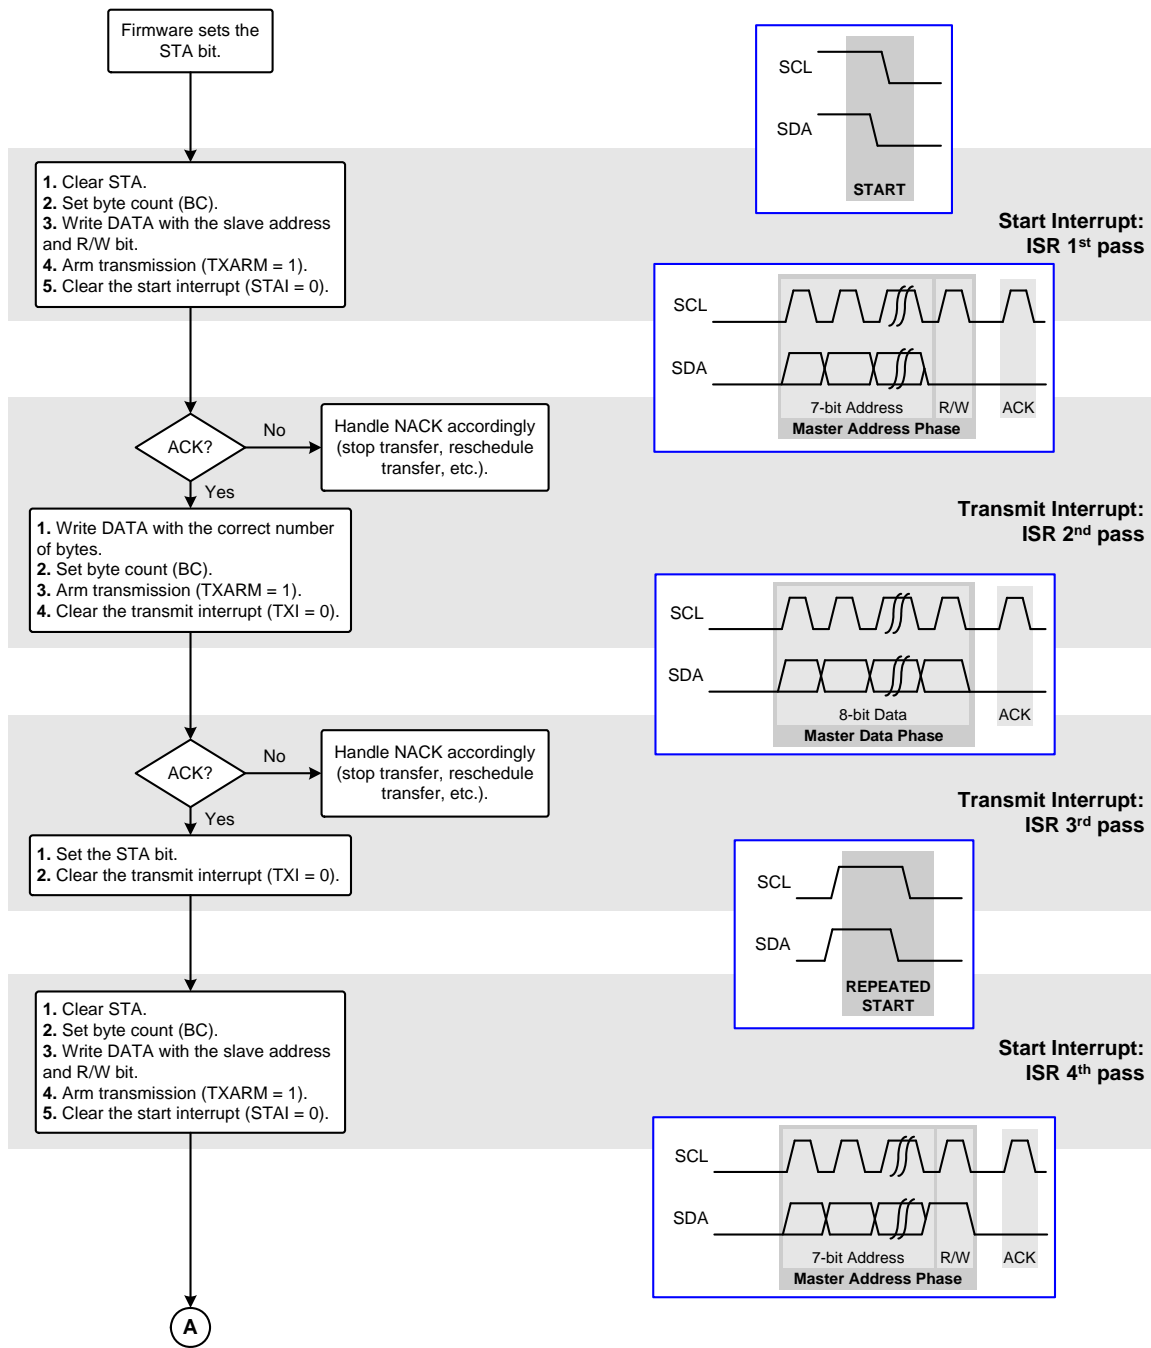 Firmware sets the
STA bit.
SCL
SDA
START
1. Clear STA.
2. Set byte count (BC).
3. Write DATA with the slave address
and R/W bit.
4. Arm transmission (TXARM = 1).
5. Clear the start interrupt (STAI = 0).
Start Interrupt:
ISR 1st pass
SCL
SDA
7-bit Address
R/W
ACK
Master Address Phase
ACK?
No
Handle NACK accordingly
(stop transfer, reschedule
transfer, etc.).
Yes
1. Write DATA with the correct number
of bytes.
2. Set byte count (BC).
3. Arm transmission (TXARM = 1).
4. Clear the transmit interrupt (TXI = 0).
Transmit Interrupt:
ISR 2nd pass
SCL
SDA
8-bit Data
ACK
Master Data Phase
ACK?
No
Handle NACK accordingly
(stop transfer, reschedule
transfer, etc.).
Yes
1. Set the STA bit.
2. Clear the transmit interrupt (TXI = 0).
Transmit Interrupt:
ISR 3rd pass
SCL
SDA
REPEATED
START
1. Clear STA.
2. Set byte count (BC).
3. Write DATA with the slave address
and R/W bit.
4. Arm transmission (TXARM = 1).
5. Clear the start interrupt (STAI = 0).
Start Interrupt:
ISR 4th pass
SCL
SDA
7-bit Address
R/W
ACK
Master Address Phase
A